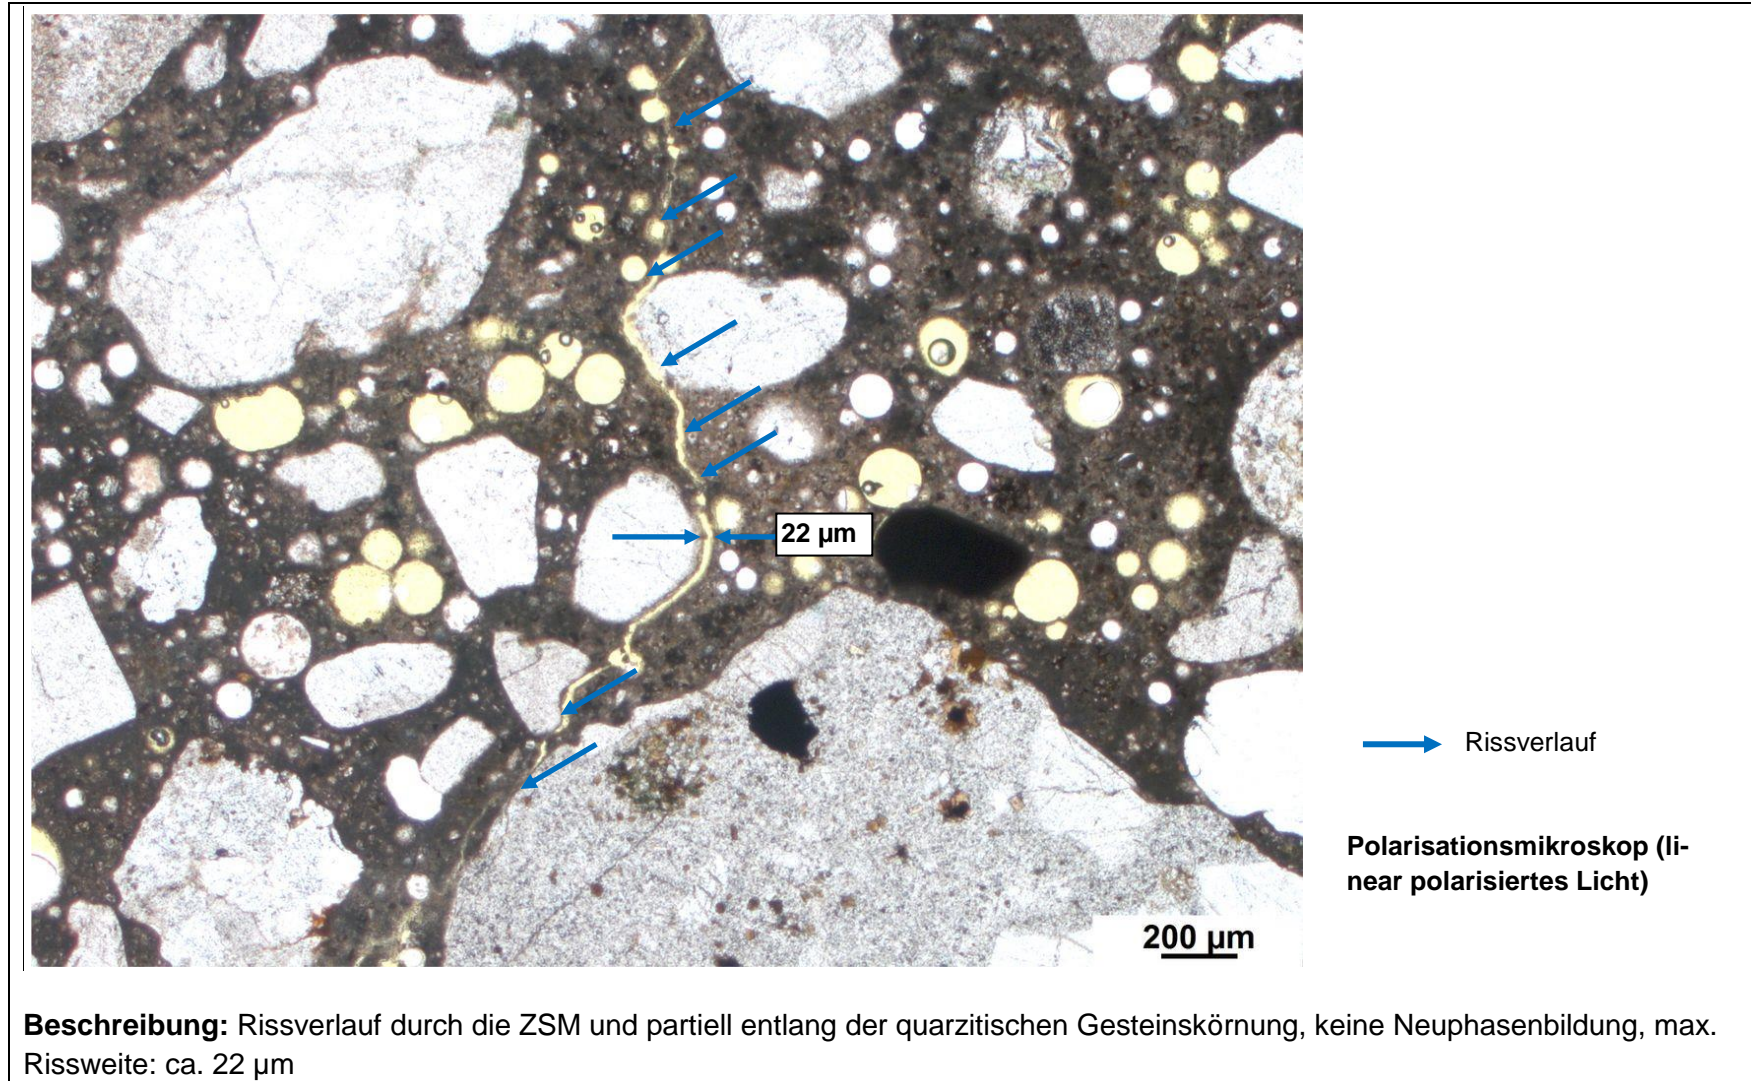 22 µm
Rissverlauf
Polarisationsmikroskop (li-
near polarisiertes Licht)
200 µm
Beschreibung: Rissverlauf durch die ZSM und partiell entlang der quarzitischen Gesteinskörnung, keine Neuphasenbildung, max.
Rissweite: ca. 22 µm